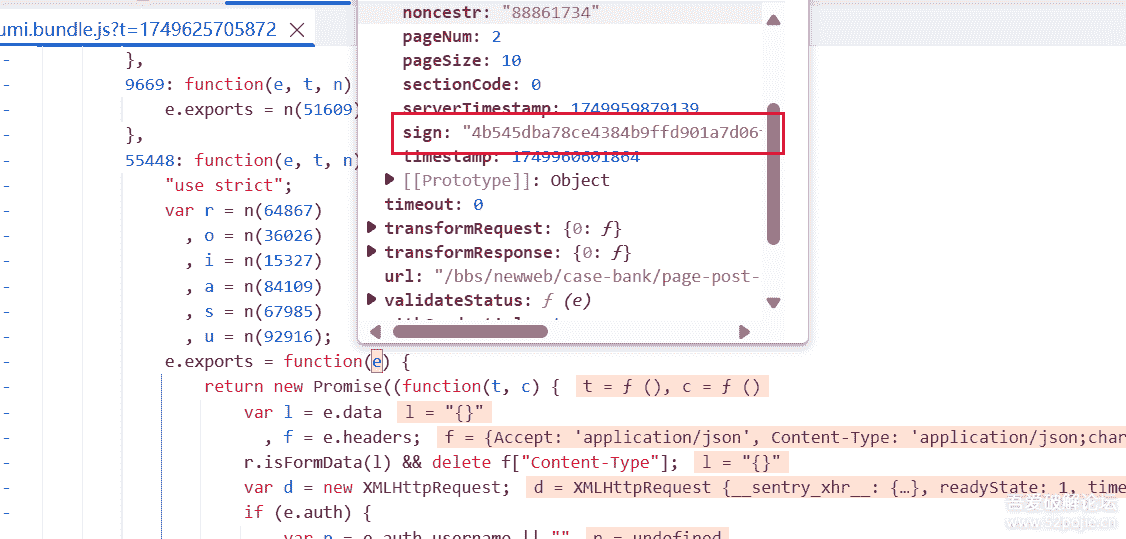 umi.bundle.js?t=1749625705872
noncestr: "88861734"
pageNum: 2
pageSize: 10
sectionCode: 0
serverTimestamp: 1749959879139
sign: "4b545dba78ce4384b9ffd901a7d06
timestamp: 1749960601864
[[Prototype]]: Object
timeout: 0
transformRequest: {0: ƒ}
transformResponse: {0: ƒ}
url: "/bbs/newweb/case-bank/page-post-
validateStatus: ƒ (e)
},
9669: function(e, t, n)
e.exports = n(51609)
},
55448: function(e, t, n)
"use strict";
var r = n(64867)
, o = n(36026)
, i = n(15327)
, a = n(84109)
, s = n(67985)
, u = n(92916);
e.exports = function(e) {
return new Promise((function(t, c) { t = ƒ (), c = ƒ ()
var l = e.data l = "{}"
, f = e.headers; f = {Accept: 'application/json', Content-Type: 'application/json;char
r.isFormData(l) && delete f["Content-Type"]; l = "{}"
var d = new XMLHttpRequest; d = XMLHttpRequest {__sentry_xhr__: {…}, readyState: 1, time
if (e.auth) {
var p = e.auth.username || "" p = undefined
吾爱破解论坛
www.52pojie.cn